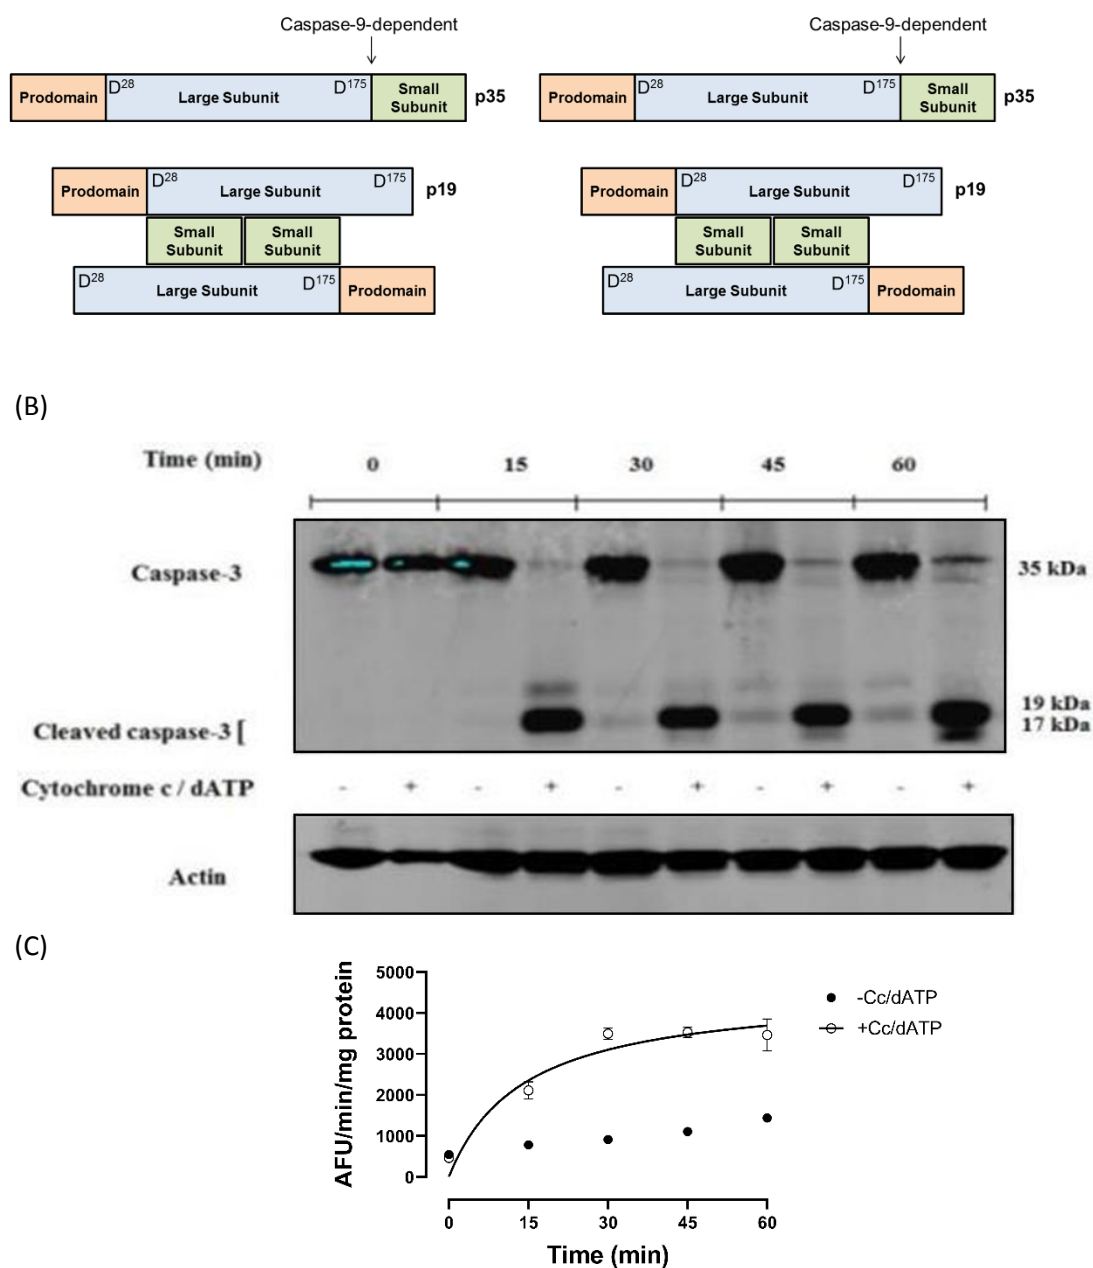 Caspase-9-dependent Caspase-9-dependent
Prodomain D28 Large Subunit D175 Small Subunit p35 Prodomain D28 Large Subunit D175 Small Subunit p35
Prodomain D28 Large Subunit D175 p19 Prodomain D28 Large Subunit D175 p19
Small Subunit Small Subunit Small Subunit Small Subunit
D28 Large Subunit D175 Prodomain D28 Large Subunit D175 Prodomain
(B)
Time (min) 0 15 30 45 60
Caspase-3 35 kDa
19 kDa
Cleaved caspase-3 [ 17 kDa
Cytochrome c / dATP - + - + - + - + - +
Actin
(C)
AFU/min/mg protein
5000
4000
3000
2000
1000
0
-Cc/dATP
+Cc/dATP
0 15 30 45 60
Time (min)